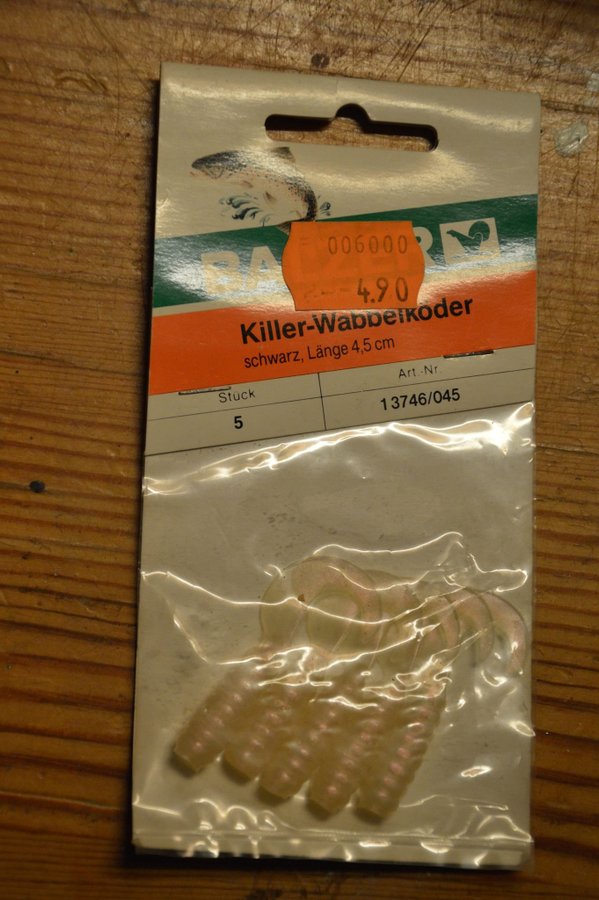 006000
4.90
Killer-Wabbelköder
schwarz, Länge 4,5 cm
Stück
Art.-Nr.
5
13746/045